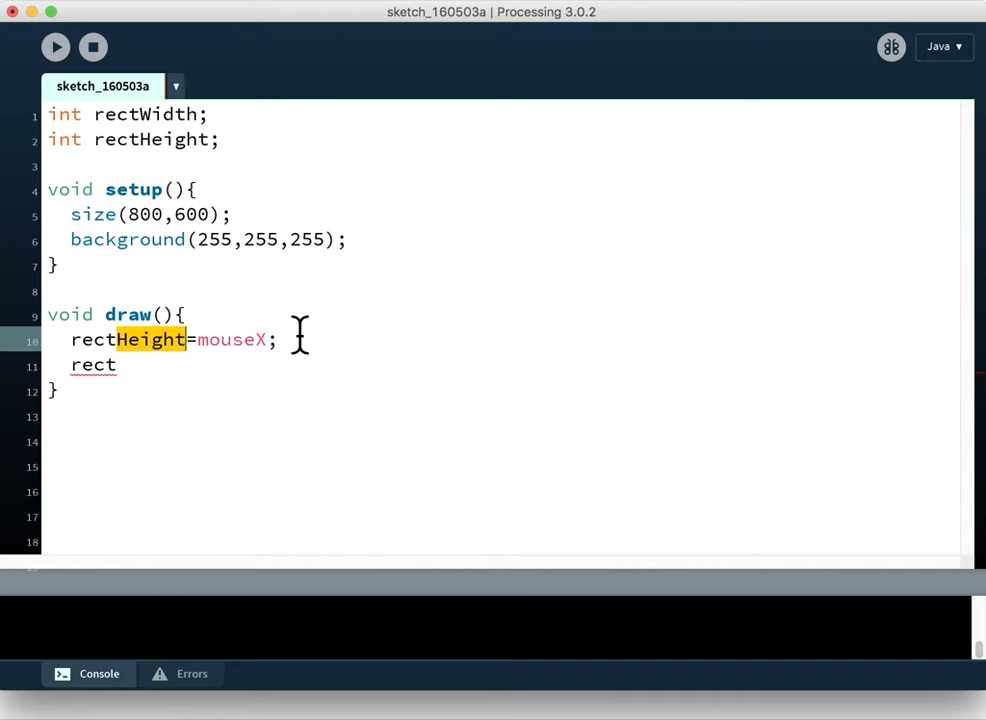 sketch_160503a | Processing 3.0.2
Java ▾
sketch_160503a ▾
1 int rectWidth;
2 int rectHeight;
3
4 void setup(){
5 size(800,600);
6 background(255,255,255);
7 }
8
9 void draw(){
10 rectHeight=mouseX;
11 rect
12 }
13
14
15
16
17
18
Console Errors